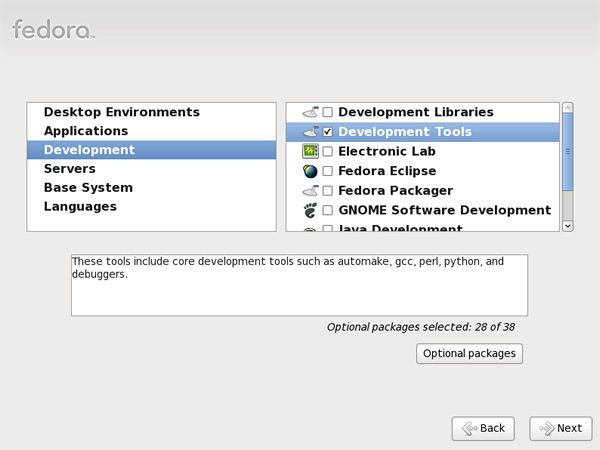 fedora
Desktop Environments
Applications
Development
Servers
Base System
Languages
Development Libraries
Development Tools
Electronic Lab
Fedora Eclipse
Fedora Packager
GNOME Software Development
Java Development
These tools include core development tools such as automake, gcc, perl, python, and
debuggers.
Optional packages selected: 28 of 38
Optional packages
Back
Next